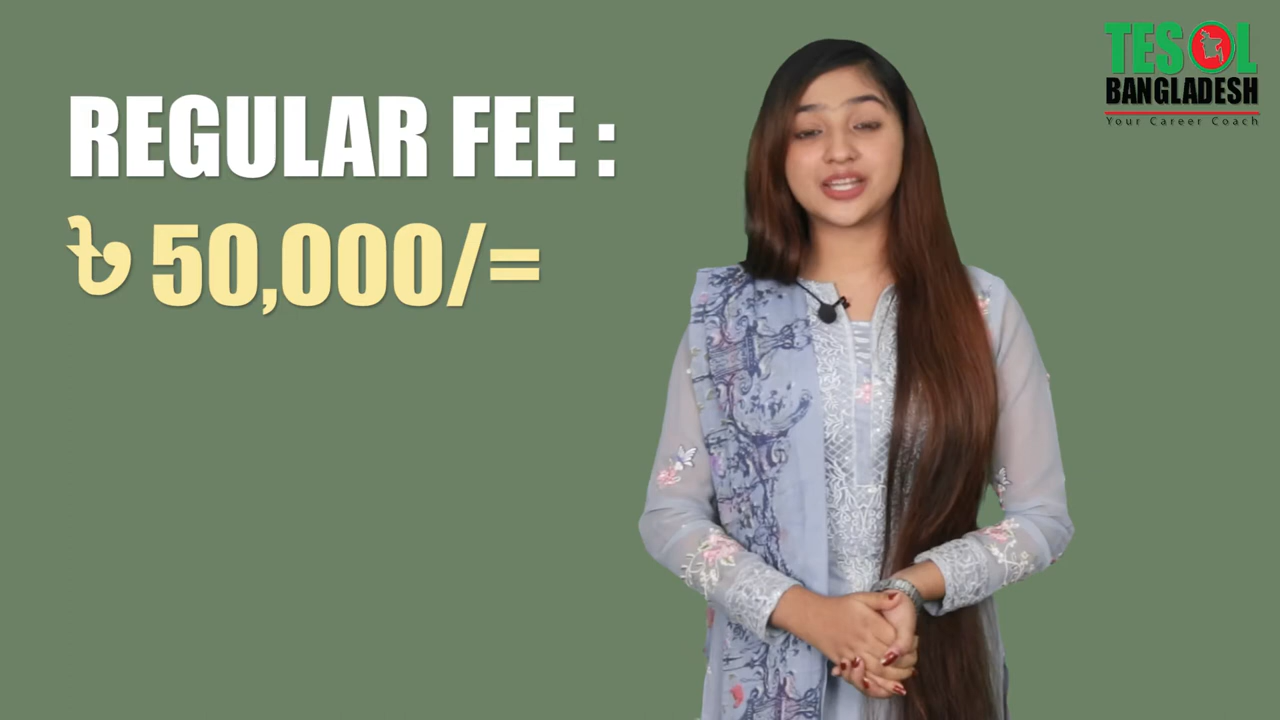 REGULAR FEE :
৳ 50,000/=
TESOL
BANGLADESH
Your Career Coach